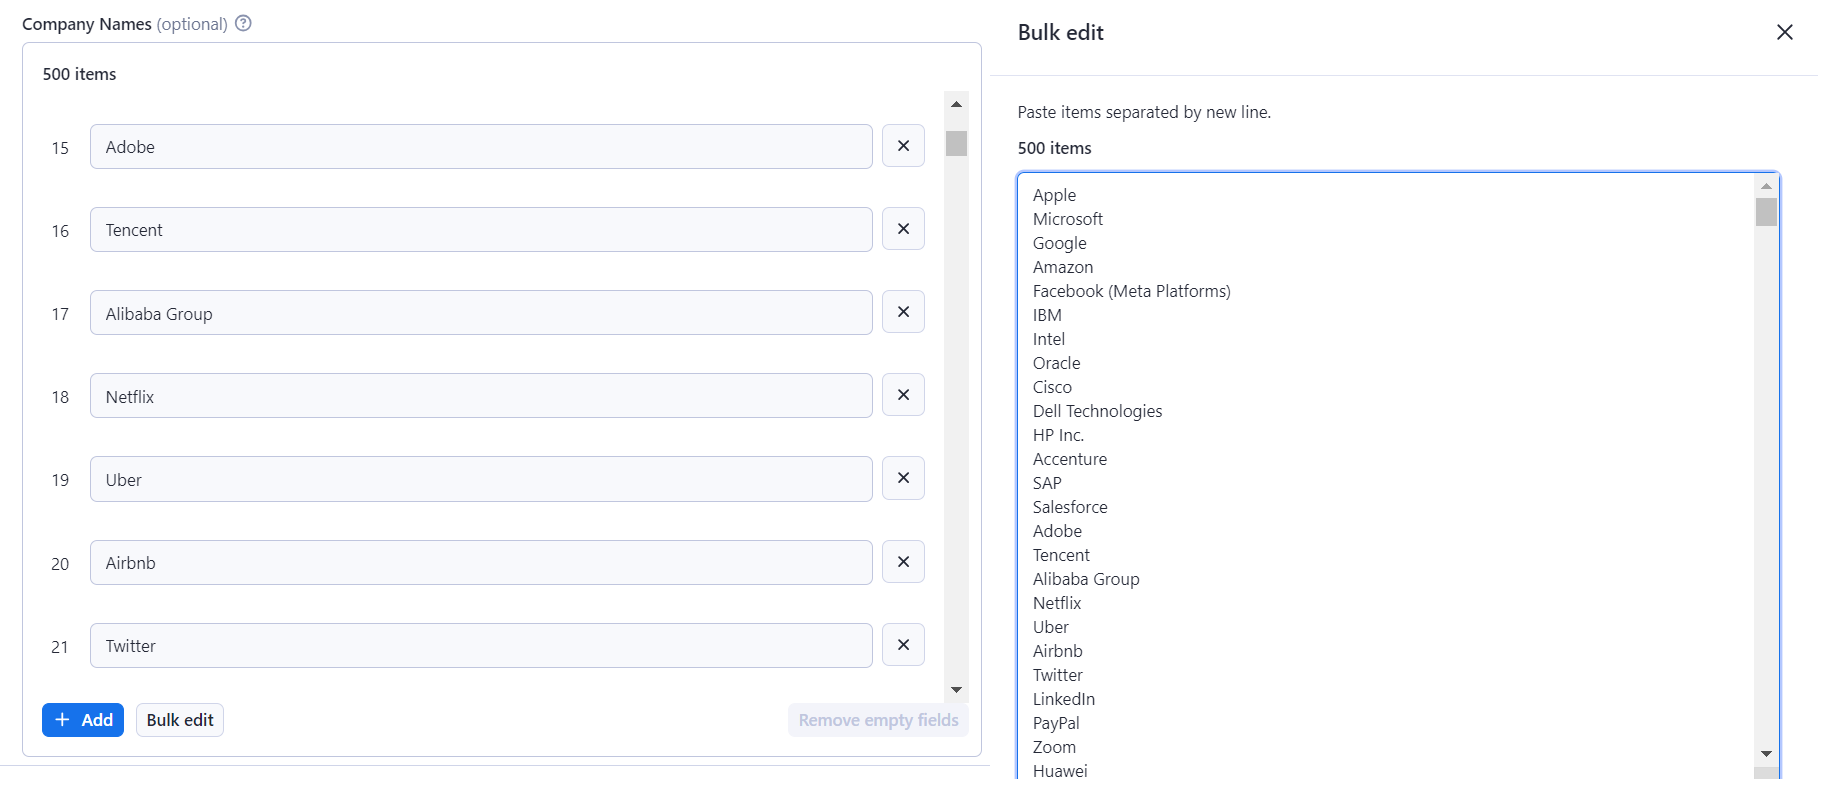 Company Names (optional)
500 items
15 Adobe
16 Tencent
17 Alibaba Group
18 Netflix
19 Uber
20 Airbnb
21 Twitter
+ Add Bulk edit Remove empty fields
Bulk edit
Paste items separated by new line.
500 items
Apple
Microsoft
Google
Amazon
Facebook (Meta Platforms)
IBM
Intel
Oracle
Cisco
Dell Technologies
HP Inc.
Accenture
SAP
Salesforce
Adobe
Tencent
Alibaba Group
Netflix
Uber
Airbnb
Twitter
LinkedIn
PayPal
Zoom
Huawei